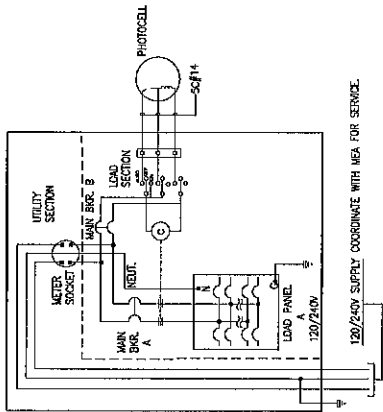 PHOTOCELL
5C#14
UTILITY
SECTION
MAIN BKR. B
LOAD
SECTION
METER
SOCKET
NEUT.
C
MAIN
BKR.
A
N
LOAD PANEL
A
120/240V
120/240V SUPPLY COORDINATE WITH MEA FOR SERVICE.